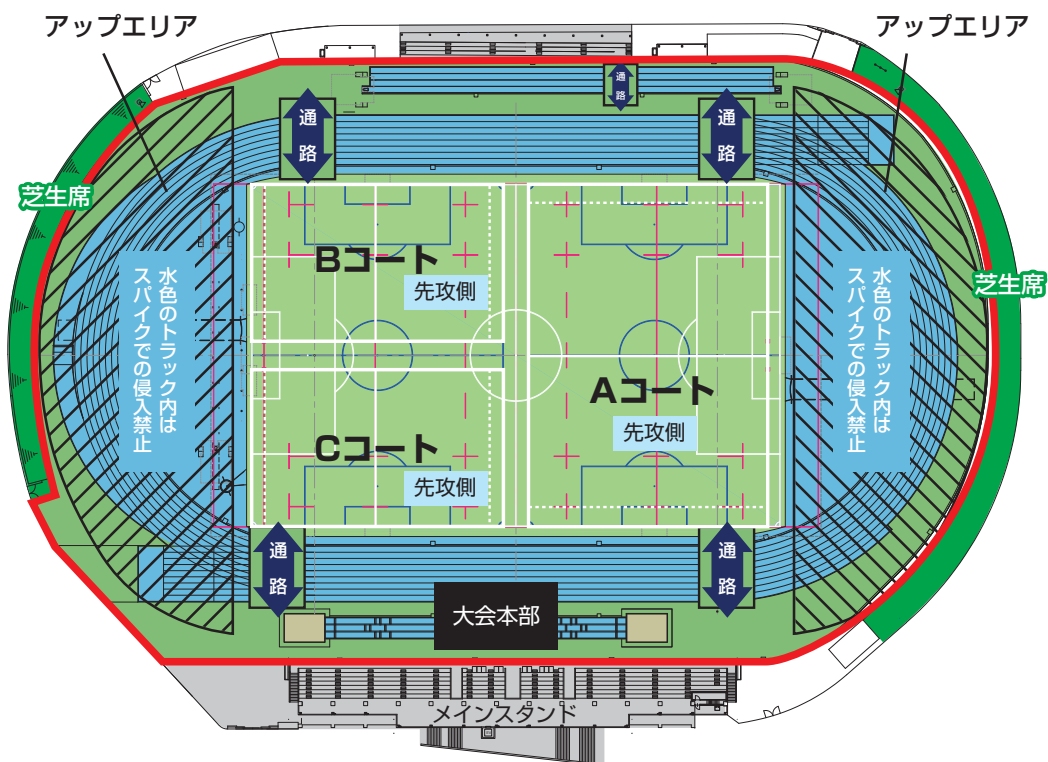 アップエリア
アップエリア
通路
通路
通路
芝生席
芝生席
Bコート
先攻側
水色のトラック内は
スパイクでの侵入禁止
水色のトラック内は
スパイクでの侵入禁止
Aコート
先攻側
Cコート
先攻側
通路
通路
大会本部
メインスタンド